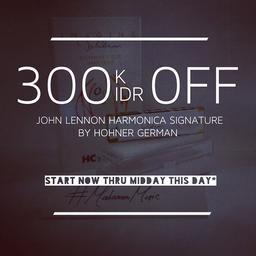 300 K IDR OFF
JOHN LENNON HARMONICA SIGNATURE
BY HOHNER GERMAN
START NOW THRU MIDDAY THIS DAY*